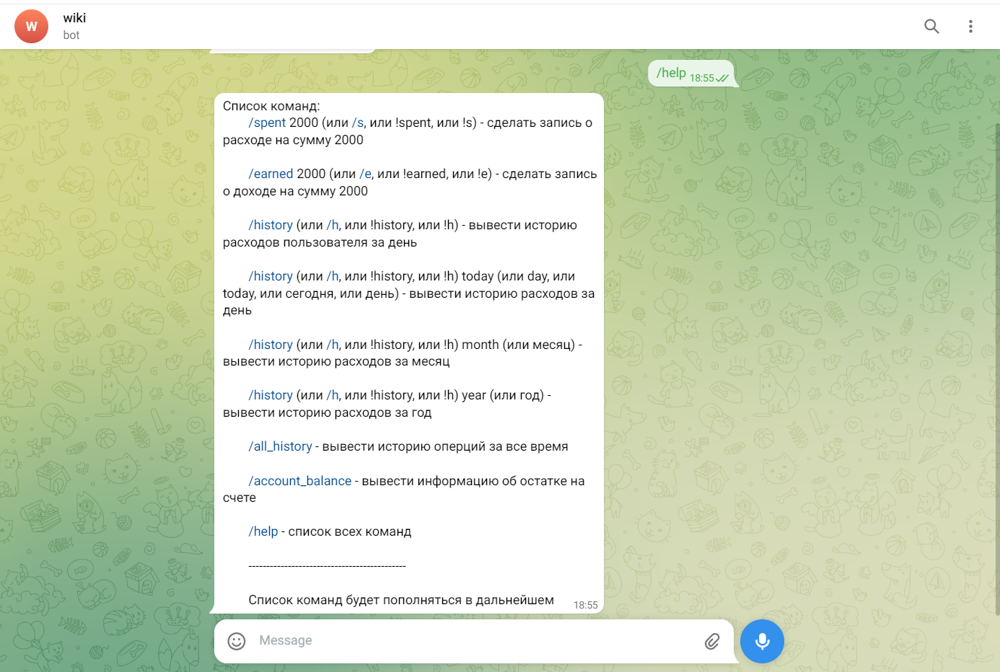 W
wiki
bot
/help 18:55
Список команд:
/spent 2000 (или /s, или !spent, или !s) - сделать запись о
расходе на сумму 2000
/earned 2000 (или /e, или !earned, или !e) - сделать запись
о доходе на сумму 2000
/history (или /h, или !history, или !h) - вывести историю
расходов пользователя за день
/history (или /h, или !history, или !h) today (или day, или
today, или сегодня, или день) - вывести историю расходов за
день
/history (или /h, или !history, или !h) month (или месяц) -
вывести историю расходов за месяц
/history (или /h, или !history, или !h) year (или год) -
вывести историю расходов за год
/all_history - вывести историю оперций за все время
/account_balance - вывести информацию об остатке на
счете
/help - список всех команд
--------------------------------------------
Список команд будет пополняться в дальнейшем 18:55
Message